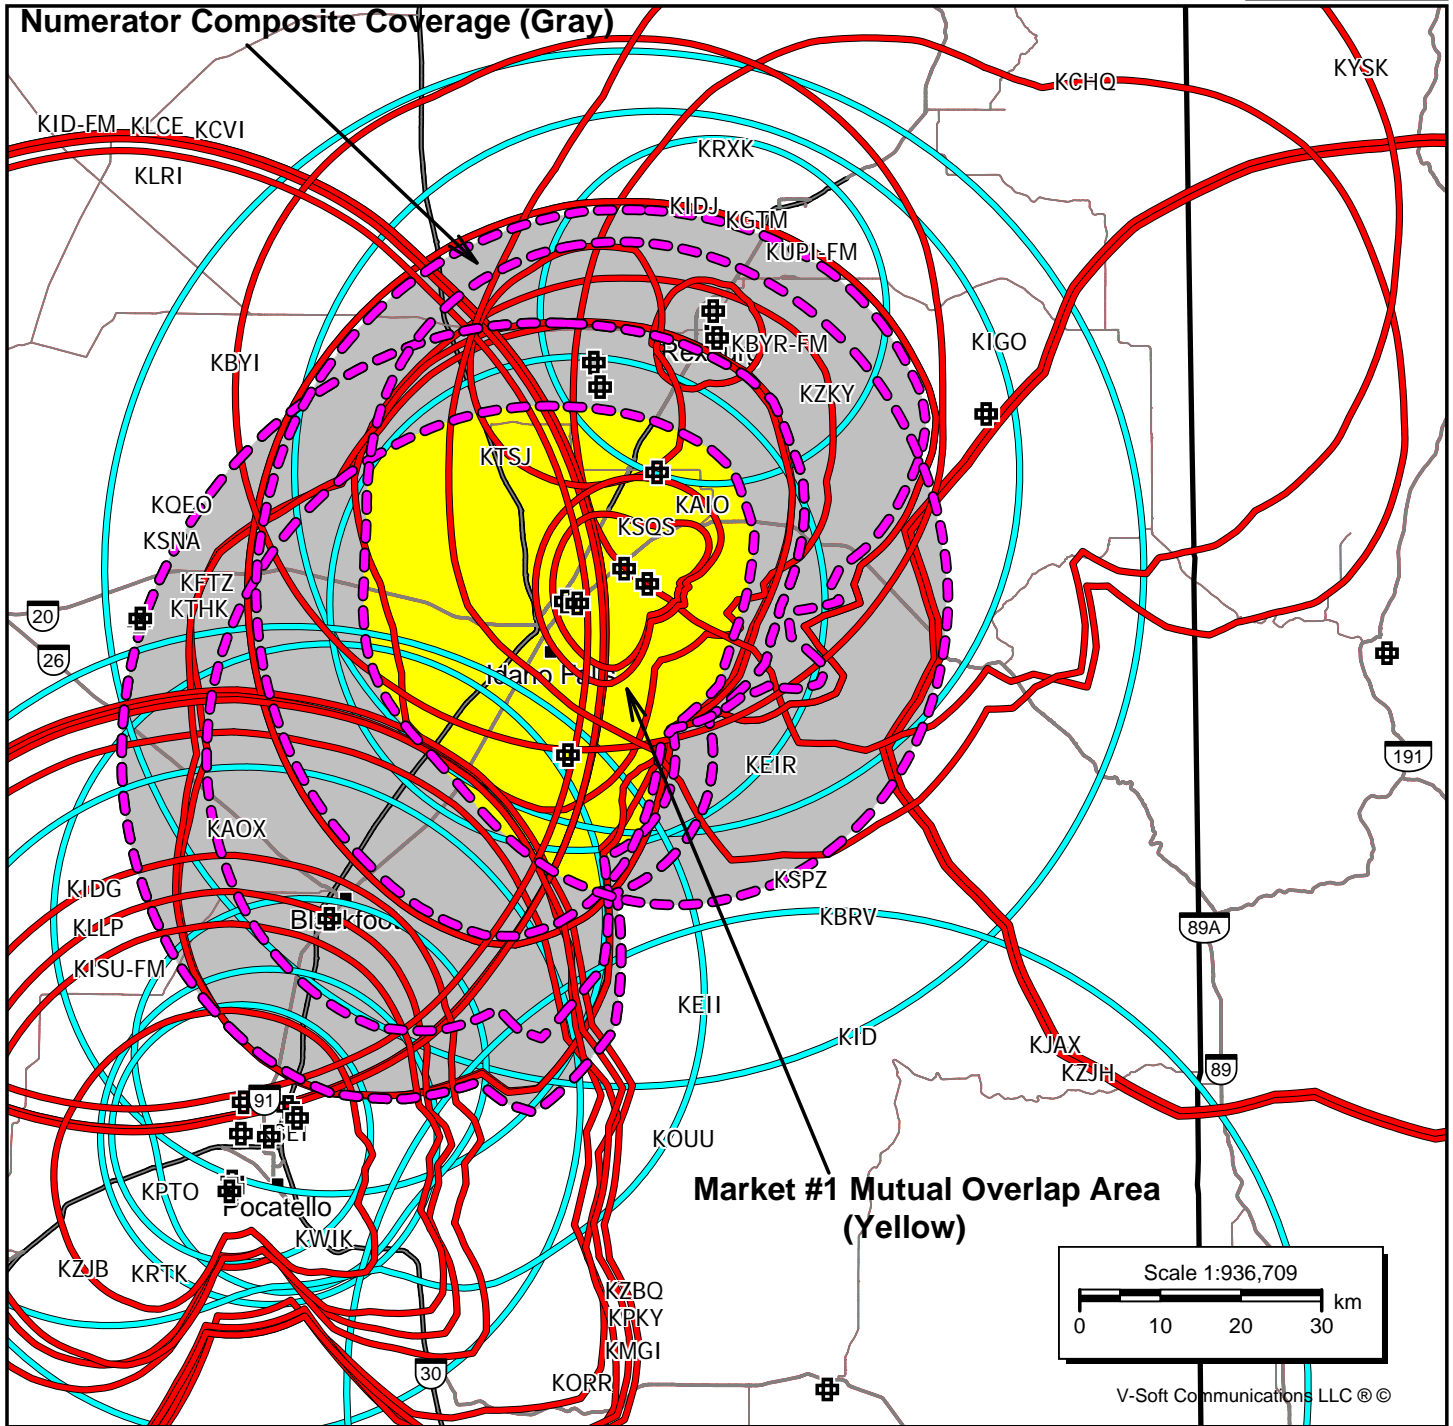 Numerator Composite Coverage (Gray)
KYSK
KCHQ
KID-FM
KLCE
KCVI
KRXK
KLRI
KIDJ
KGTM
KUPI-FM
KBYR-FM
KIGO
KBYI
KZKY
KTSJ
KQEO
KAIO
KSQS
KSNA
KFTZ
KTHK
20
26
Idaho Falls
191
KEIR
KAOX
KSPZ
KIDG
KBRV
Blackfoot
KLLP
89A
KISU-FM
KEII
KID
KJAX
KZJH
89
91
KOUU
Market #1 Mutual Overlap Area
(Yellow)
KPTO
Pocatello
KWIK
KZJB
KRTK
Scale 1:936,709
km
0 10 20 30
KZBQ
KPKY
KMGI
30
KORR
V-Soft Communications LLC ® ©